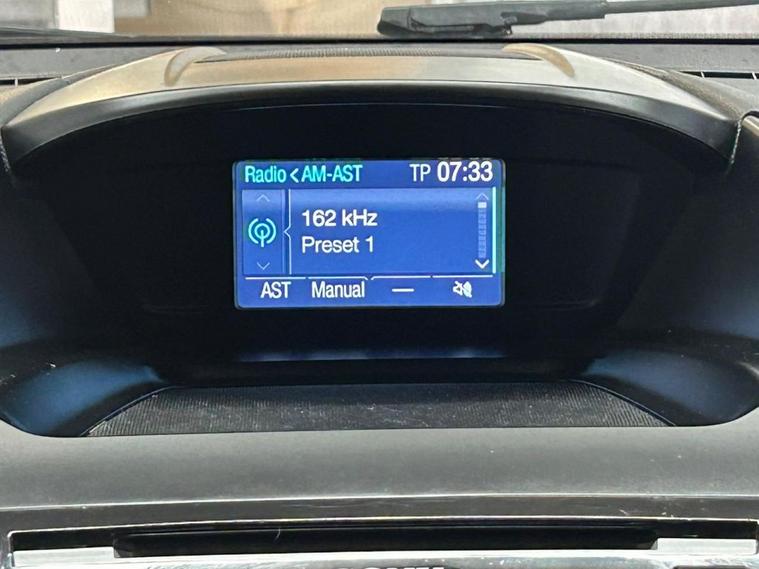 Radio < AM-AST TP 07:33
162 kHz
Preset 1
AST Manual —